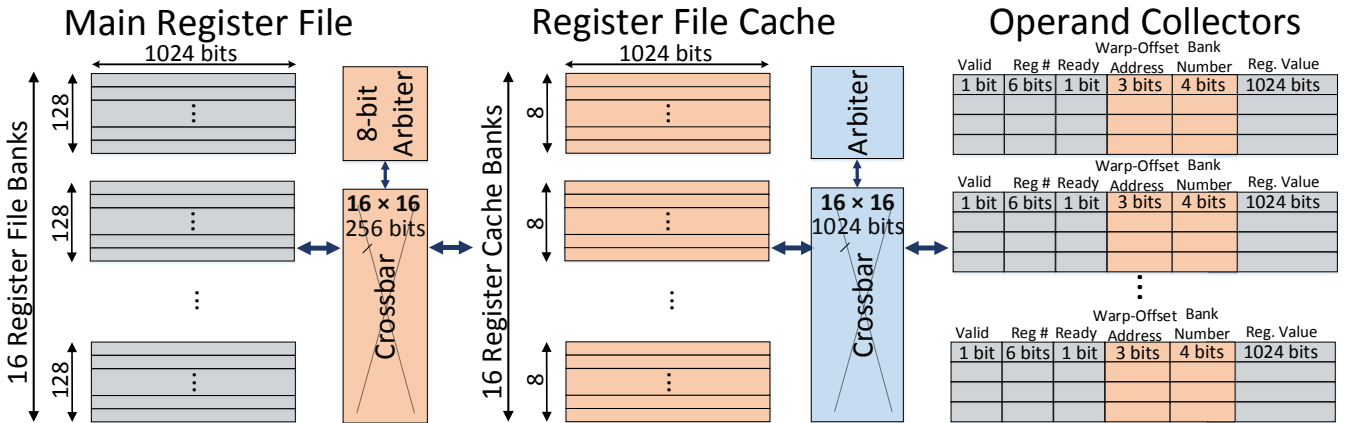 Main Register File
1024 bits
16 Register File Banks
128
⋮
128
⋮
⋮
128
⋮
8-bit
Arbiter
16 × 16
256 bits
Crossbar
Register File Cache
1024 bits
16 Register Cache Banks
8
⋮
8
⋮
⋮
8
⋮
Arbiter
16 × 16
1024 bits
Crossbar
Operand Collectors
Warp-Offset Bank
Valid Reg # Ready Address Number Reg. Value
1 bit 6 bits 1 bit 3 bits 4 bits 1024 bits
Warp-Offset Bank
Valid Reg # Ready Address Number Reg. Value
1 bit 6 bits 1 bit 3 bits 4 bits 1024 bits
⋮
Warp-Offset Bank
Valid Reg # Ready Address Number Reg. Value
1 bit 6 bits 1 bit 3 bits 4 bits 1024 bits